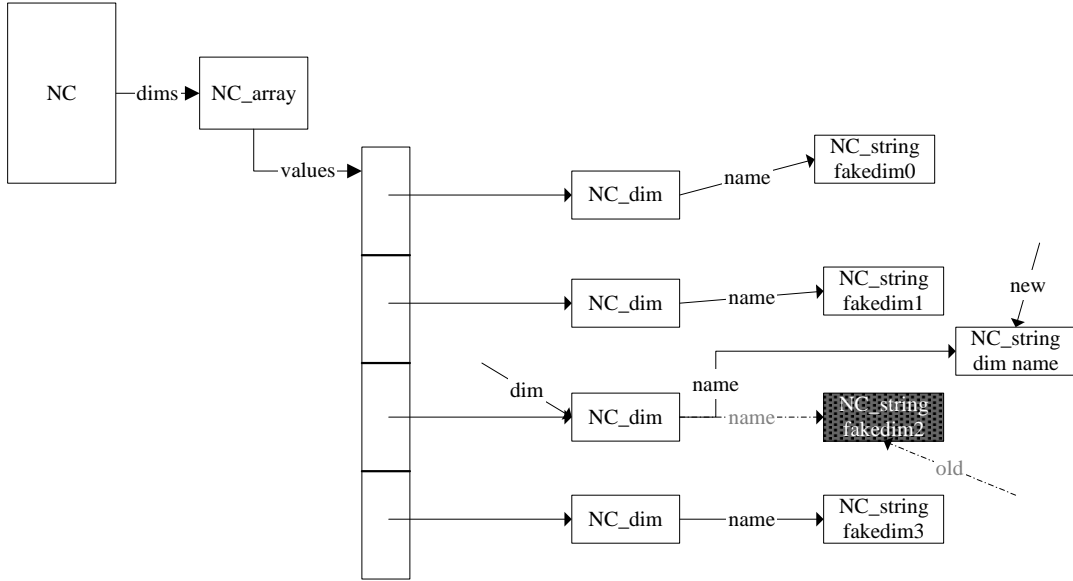 NC
dims
NC_array
values
NC_dim
name
NC_string
fakedim0
NC_dim
name
NC_string
fakedim1
new
NC_string
dim name
dim
name
NC_dim
name
NC_string
fakedim2
old
NC_dim
name
NC_string
fakedim3